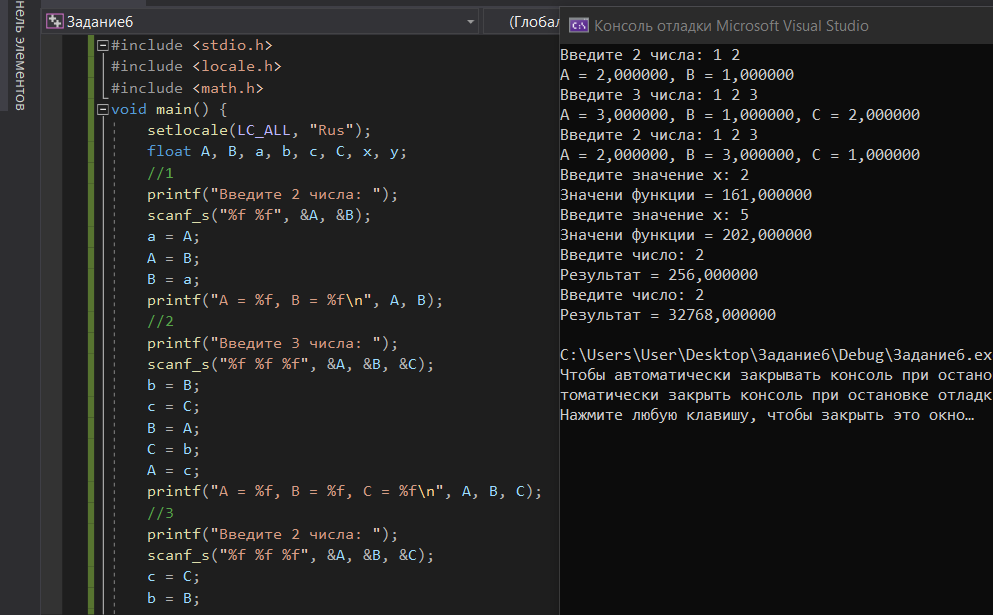 нель элементов
Задание6
(Глобал
#include <stdio.h>
#include <locale.h>
#include <math.h>
void main() {
setlocale(LC_ALL, "Rus");
float A, B, a, b, c, C, x, y;
//1
printf("Введите 2 числа: ");
scanf_s("%f %f", &A, &B);
a = A;
A = B;
B = a;
printf("A = %f, B = %f\n", A, B);
//2
printf("Введите 3 числа: ");
scanf_s("%f %f %f", &A, &B, &C);
b = B;
c = C;
B = A;
C = b;
A = c;
printf("A = %f, B = %f, C = %f\n", A, B, C);
//3
printf("Введите 2 числа: ");
scanf_s("%f %f %f", &A, &B, &C);
c = C;
b = B;
Консоль отладки Microsoft Visual Studio
Введите 2 числа: 1 2
A = 2,000000, B = 1,000000
Введите 3 числа: 1 2 3
A = 3,000000, B = 1,000000, C = 2,000000
Введите 2 числа: 1 2 3
A = 2,000000, B = 3,000000, C = 1,000000
Введите значение x: 2
Значени функции = 161,000000
Введите значение x: 5
Значени функции = 202,000000
Введите число: 2
Результат = 256,000000
Введите число: 2
Результат = 32768,000000
C:\Users\User\Desktop\Задание6\Debug\Задание6.ex
Чтобы автоматически закрывать консоль при остано
томатически закрыть консоль при остановке отладк
Нажмите любую клавишу, чтобы закрыть это окно…